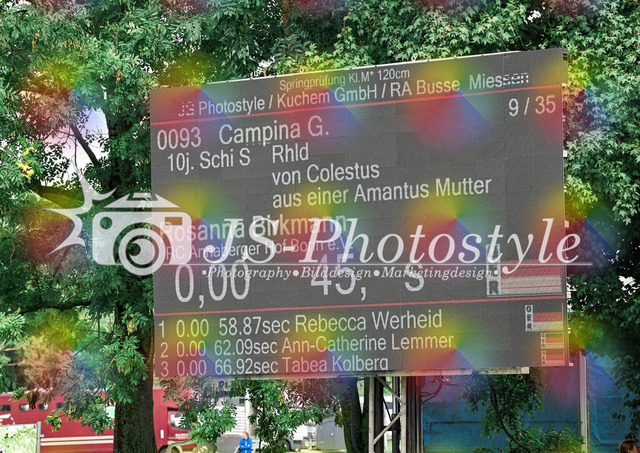 Springprüfung Kl.M* 120cm
JS Photostyle / Kuchem GmbH / RA Busse Miessen
9 / 35
0093 Campina G.
10j. Schi S Rhld
von Colestus
aus einer Amantus Mutter
JS-Photostyle
•Photography•Bilddesign•Marketingdesign•
0,00 45, s
1 0.00 58.87sec Rebecca Werheid
2 0.00 62.09sec Ann-Catherine Lemmer
3 0.00 66.92sec Tabea Kolberg